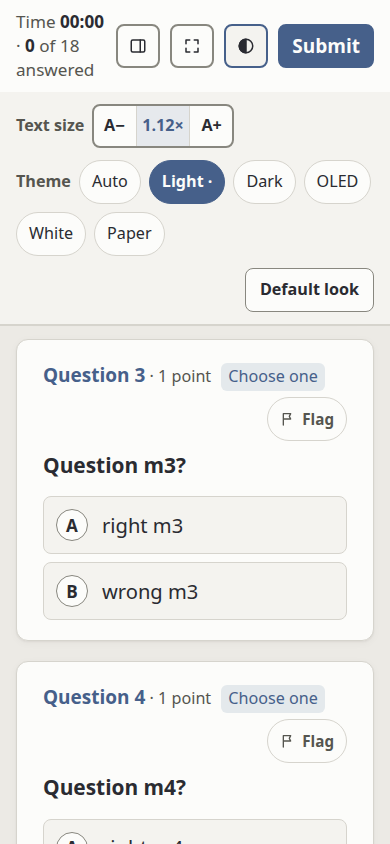 Time 00:00
· 0 of 18
answered
Submit
Text size A− 1.12× A+
Theme Auto Light · Dark OLED
White Paper
Default look
Question 3 · 1 point Choose one
Flag
Question m3?
A right m3
B wrong m3
Question 4 · 1 point Choose one
Flag
Question m4?